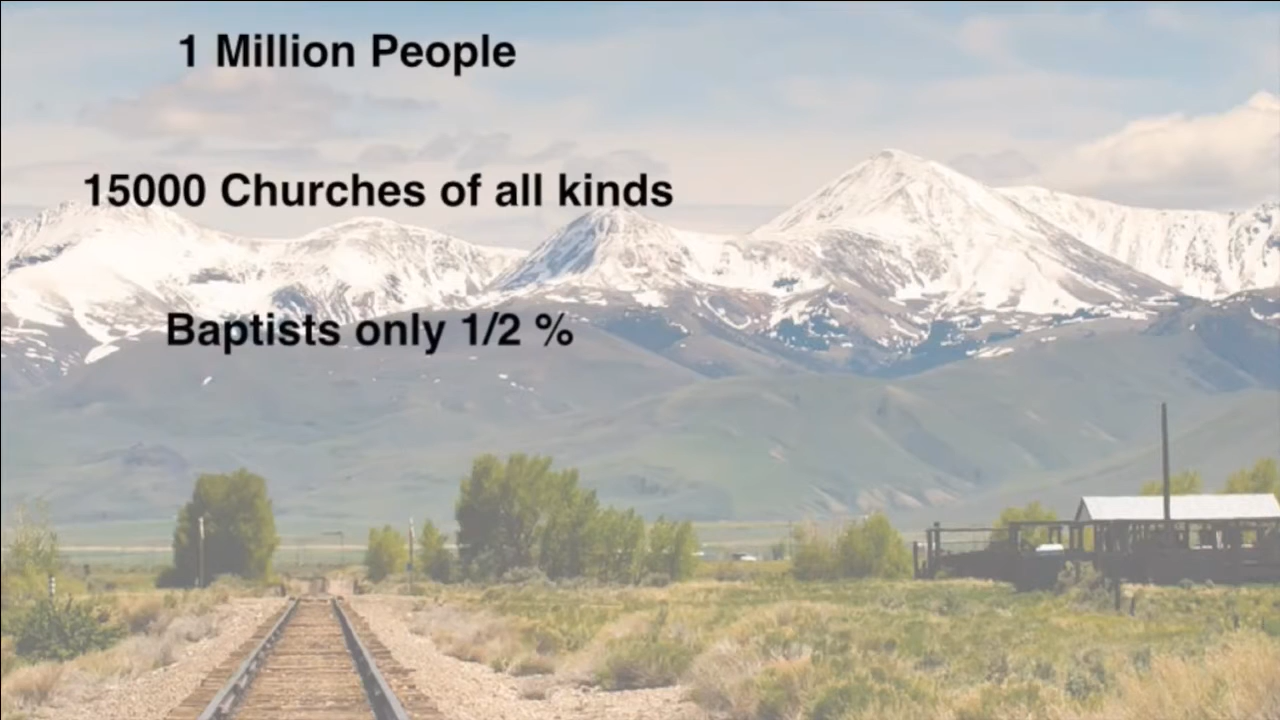 1 Million People
15000 Churches of all kinds
Baptists only 1/2 %